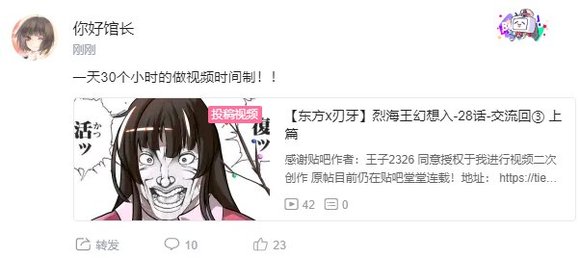 你好馆长
刚刚
一天30个小时的做视频时间制！！
投稿视频
活ッ
かつ
復ッ
【东方x刃牙】烈海王幻想入-28话-交流回③ 上
篇
感谢贴吧作者：王子2326 同意授权于我进行视频二次
创作 原帖目前仍在贴吧堂堂连载！地址： https://tie...
42
0
转发
10
23